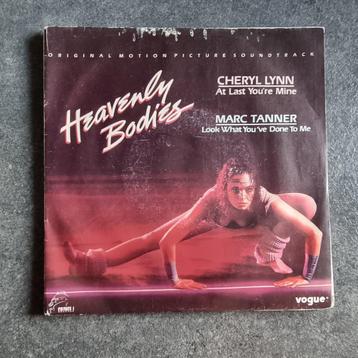 ORIGINAL MOTION PICTURE SOUNDTRACK
Heavenly
Bodies
CHERYL LYNN
At Last You're Mine
MARC TANNER
Look What You've Done To Me
vogue